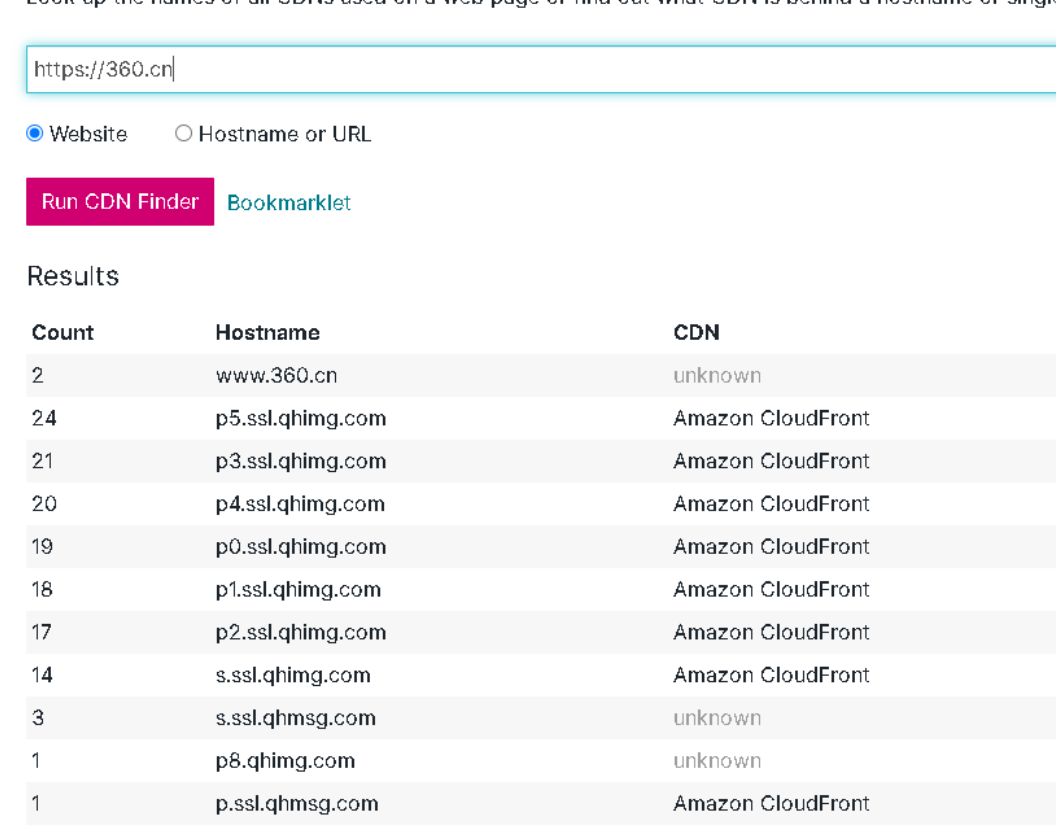 https://360.cn
Website Hostname or URL
Run CDN Finder Bookmarklet
Results
Count Hostname CDN
2 www.360.cn unknown
24 p5.ssl.qhimg.com Amazon CloudFront
21 p3.ssl.qhimg.com Amazon CloudFront
20 p4.ssl.qhimg.com Amazon CloudFront
19 p0.ssl.qhimg.com Amazon CloudFront
18 p1.ssl.qhimg.com Amazon CloudFront
17 p2.ssl.qhimg.com Amazon CloudFront
14 s.ssl.qhimg.com Amazon CloudFront
3 s.ssl.qhmsg.com unknown
1 p8.qhimg.com unknown
1 p.ssl.qhmsg.com Amazon CloudFront